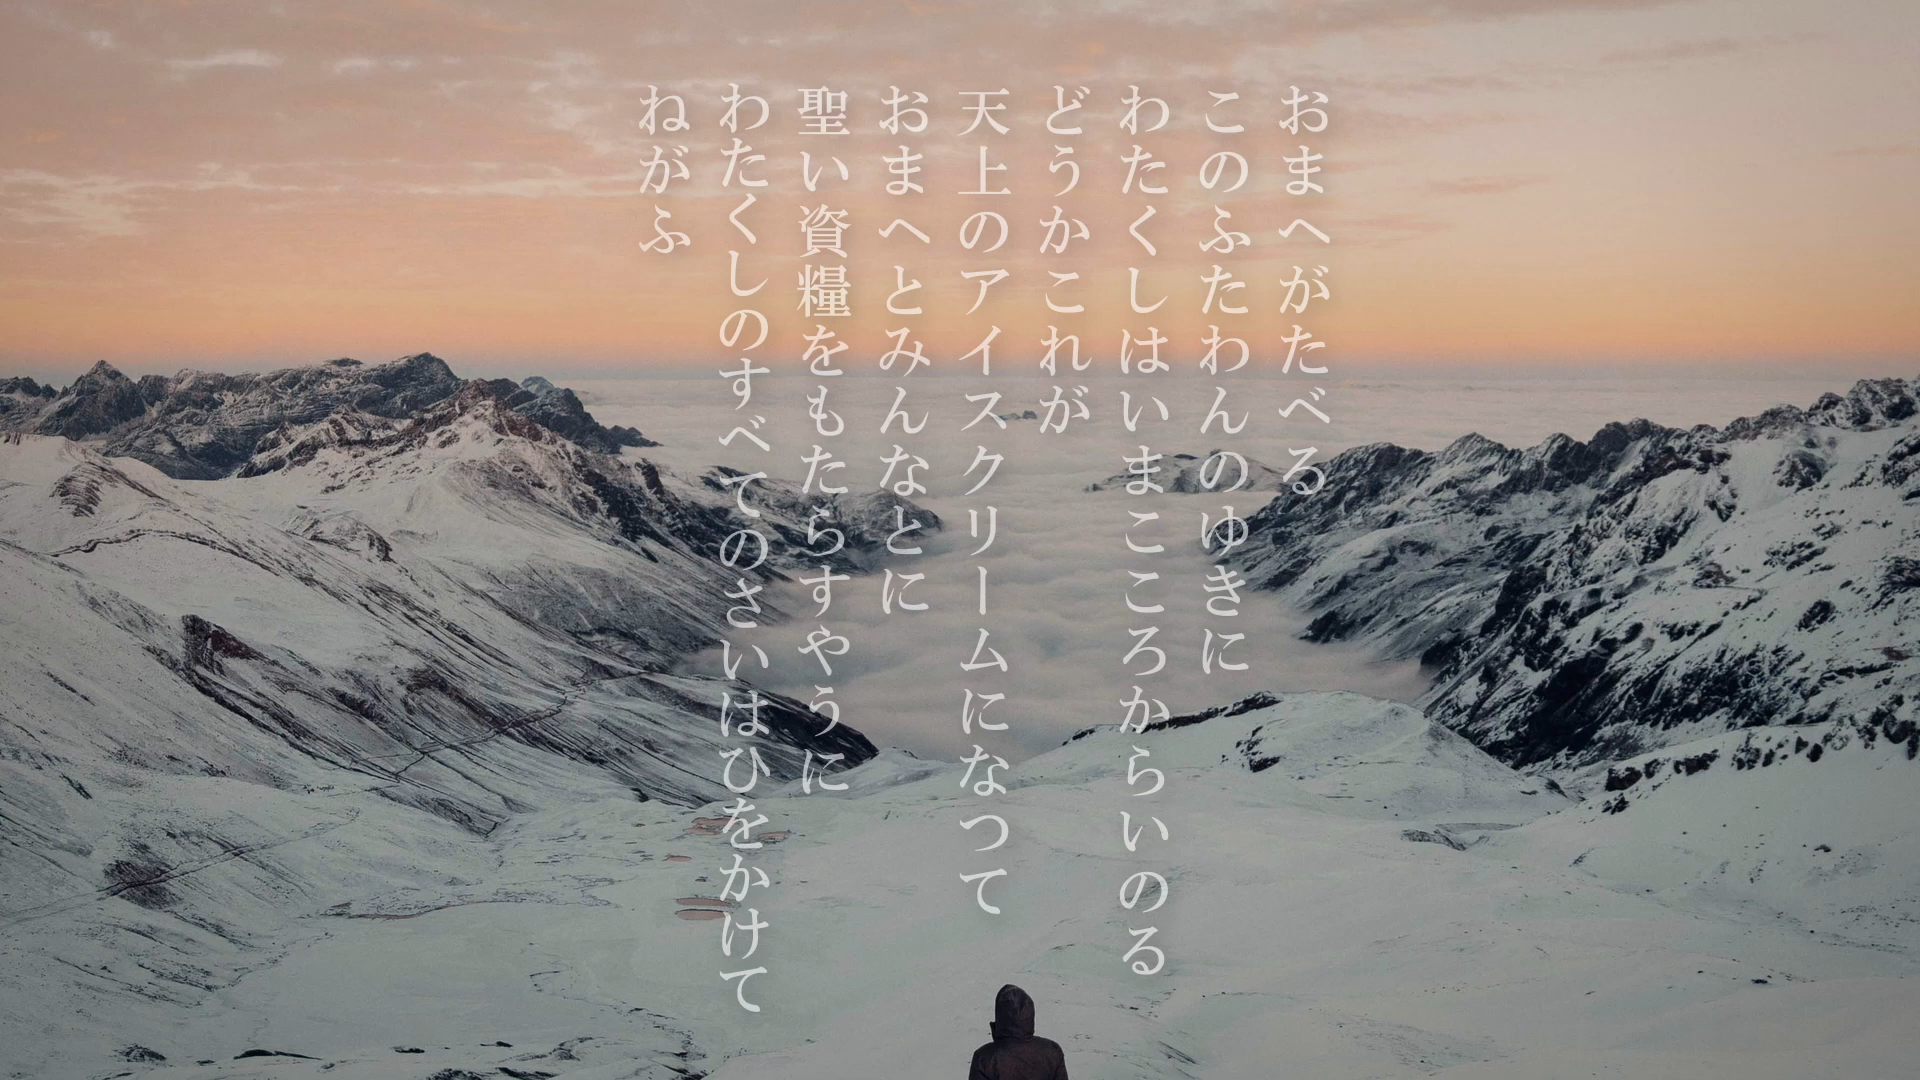 おまへがたべる
このふたわんのゆきに
わたくしはいまこころからいのる
どうかこれが
天上のアイスクリームになつて
おまへとみんなとに
聖い資糧をもたらすやうに
わたくしのすべてのさいはひをかけて
ねがふ